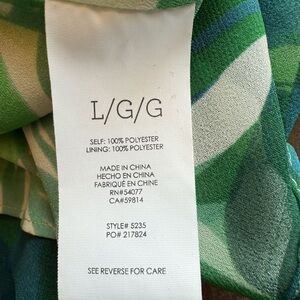 L/G/G
SELF: 100% POLYESTER
LINING: 100% POLYESTER
MADE IN CHINA
HECHO EN CHINA
FABRIQUÉ EN CHINE
RN#54077
CA#59814
STYLE# 5235
PO# 217824
SEE REVERSE FOR CARE